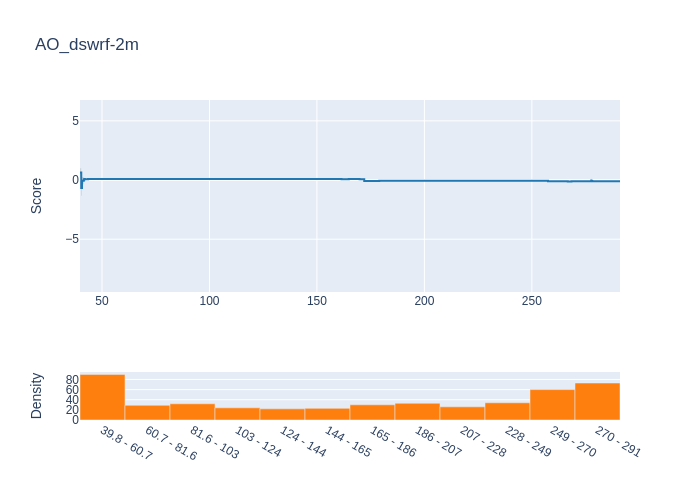 AO_dswrf-2m
Score
5
0
−5
50 100 150 200 250
Density
80
60
40
20
0
39.8 - 60.7
60.7 - 81.6
81.6 - 103
103 - 124
124 - 144
144 - 165
165 - 186
186 - 207
207 - 228
228 - 249
249 - 270
270 - 291